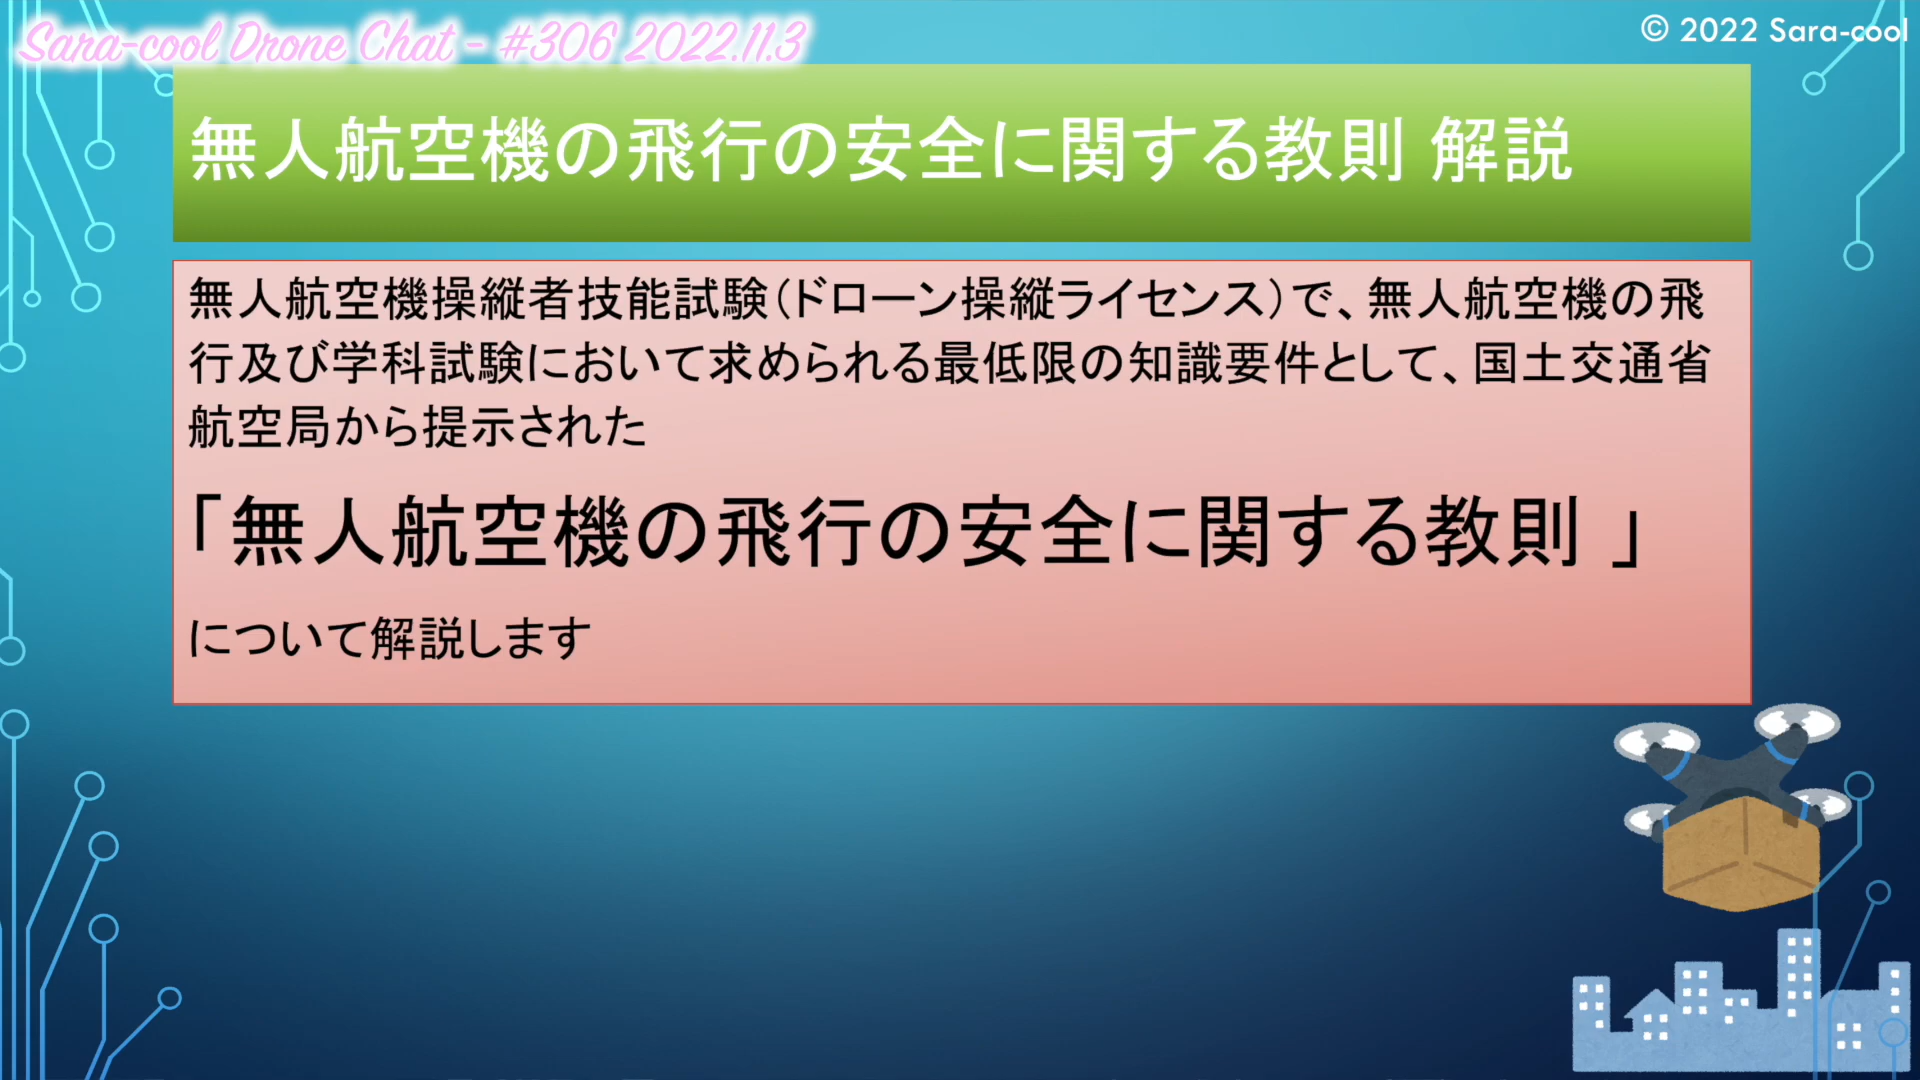 Sara-cool Drone Chat - #306 2022.11.3
© 2022 Sara-cool
無人航空機の飛行の安全に関する教則 解説
無人航空機操縦者技能試験（ドローン操縦ライセンス）で、無人航空機の飛
行及び学科試験において求められる最低限の知識要件として、国土交通省
航空局から提示された
「無人航空機の飛行の安全に関する教則 」
について解説します